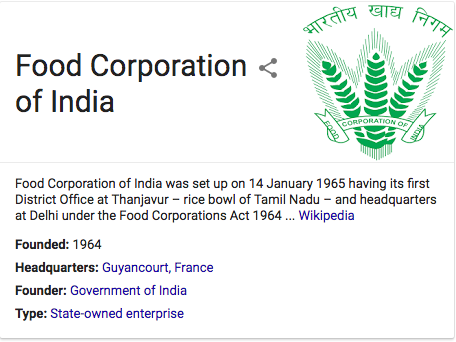 भारतीय खाद्य निगम
Food Corporation
of India
FOOD CORPORATION OF INDIA
Food Corporation of India was set up on 14 January 1965 having its first
District Office at Thanjavur – rice bowl of Tamil Nadu – and headquarters
at Delhi under the Food Corporations Act 1964 ... Wikipedia
Founded: 1964
Headquarters: Guyancourt, France
Founder: Government of India
Type: State-owned enterprise